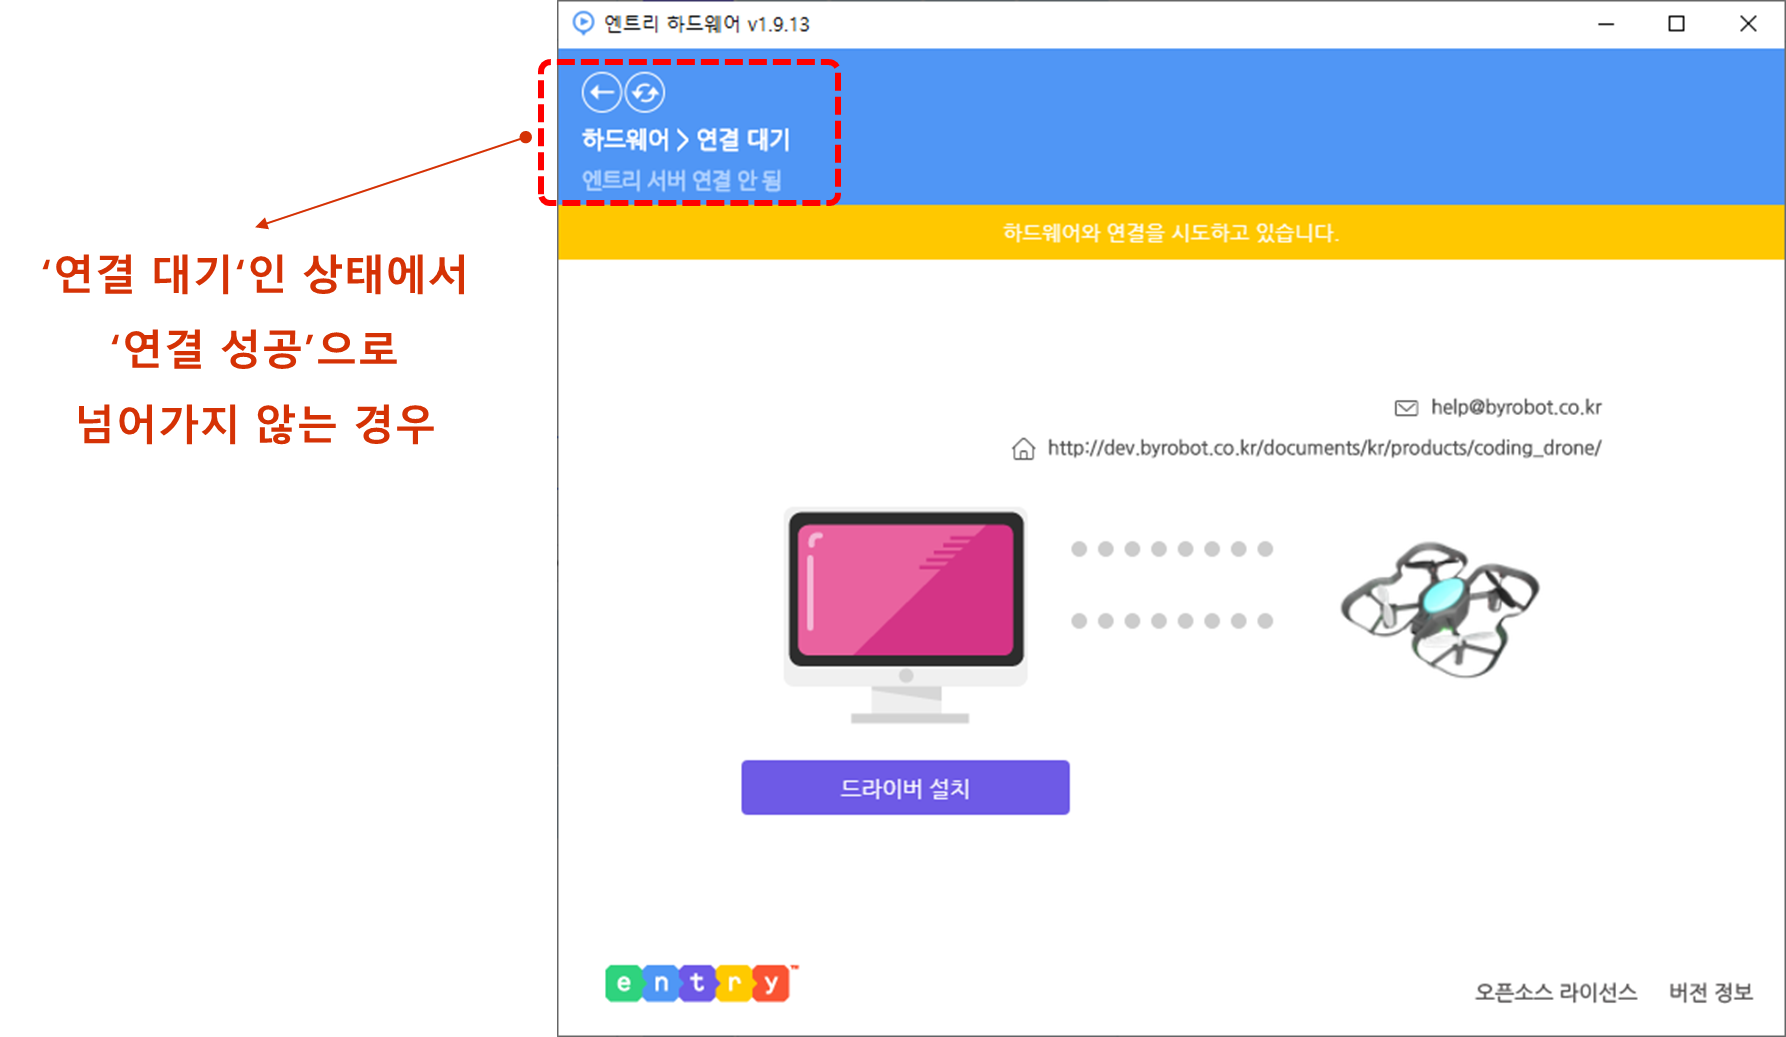 엔트리 하드웨어 v1.9.13
하드웨어 > 연결 대기
엔트리 서버 연결 안 됨
하드웨어와 연결을 시도하고 있습니다.
‘연결 대기‘인 상태에서
‘연결 성공’으로
넘어가지 않는 경우
help@byrobot.co.kr
http://dev.byrobot.co.kr/documents/kr/products/coding_drone/
드라이버 설치
entry™
오픈소스 라이선스 버전 정보